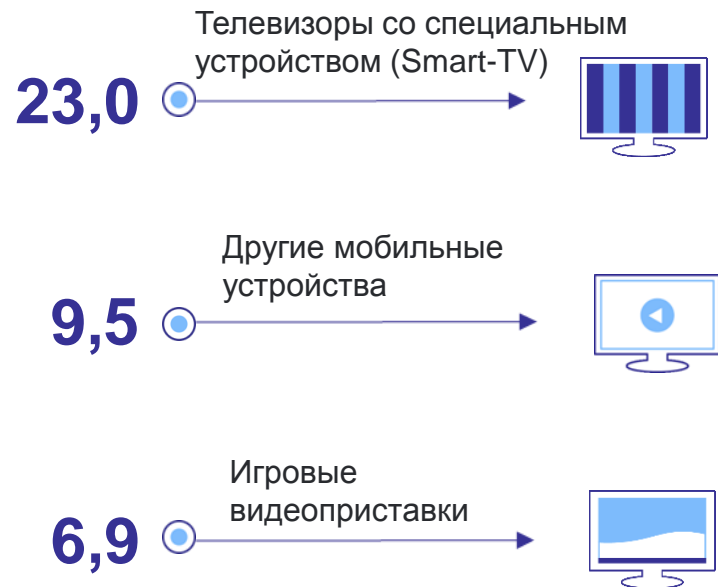 Телевизоры со специальным
устройством (Smart-TV)
23,0
Другие мобильные
устройства
9,5
Игровые
видеоприставки
6,9